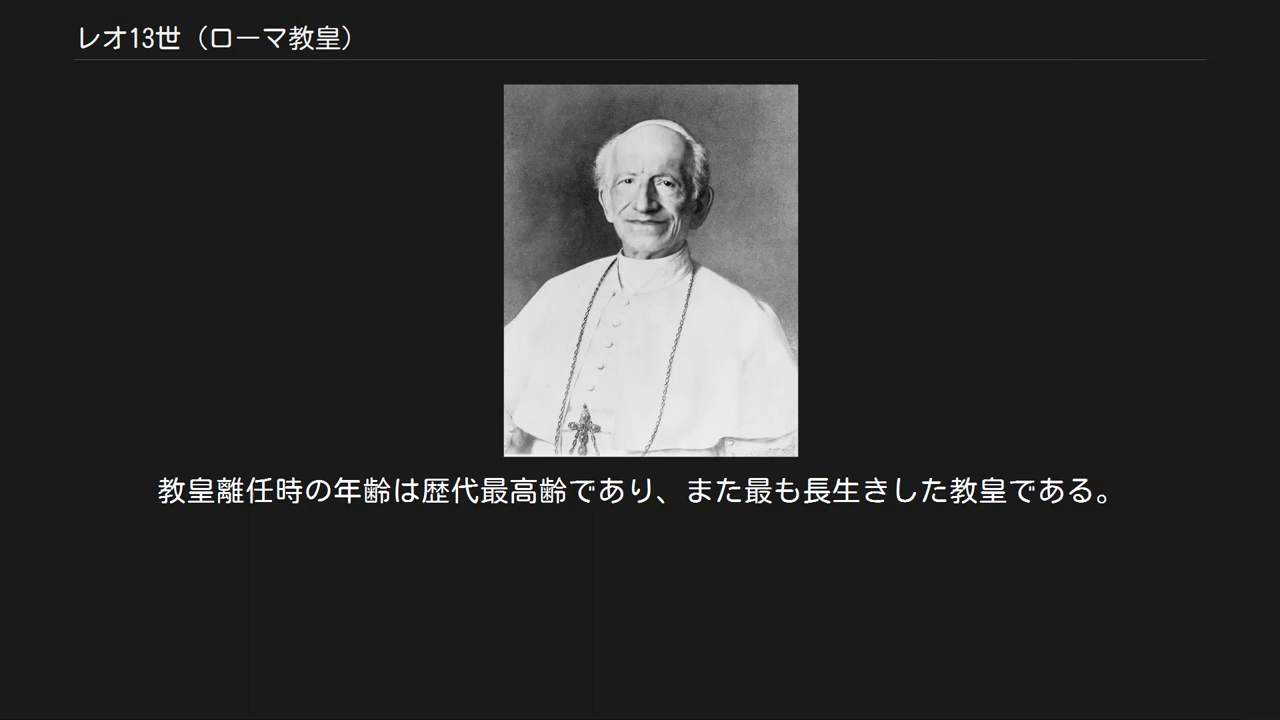 レオ13世（ローマ教皇）
教皇離任時の年齢は歴代最高齢であり、また最も長生きした教皇である。